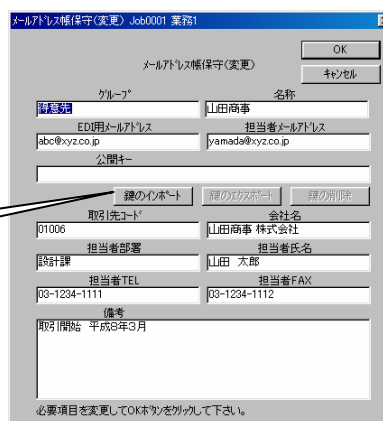 メールアドレス帳保守(変更) Job0001 業務1
OK
メールアドレス帳保守(変更)
キャンセル
グループ 名称
得意先 山田商事
EDI用メールアドレス 担当者メールアドレス
abc@xyz.co.jp yamada@xyz.co.jp
公開キー
鍵のインポート 鍵のエクスポート 鍵の削除
取引先コード 会社名
01006 山田商事 株式会社
担当者部署 担当者氏名
設計課 山田 太郎
担当者TEL 担当者FAX
03-1234-1111 03-1234-1112
備考
取引開始 平成8年3月
必要項目を変更してOKボタンをクリックして下さい。